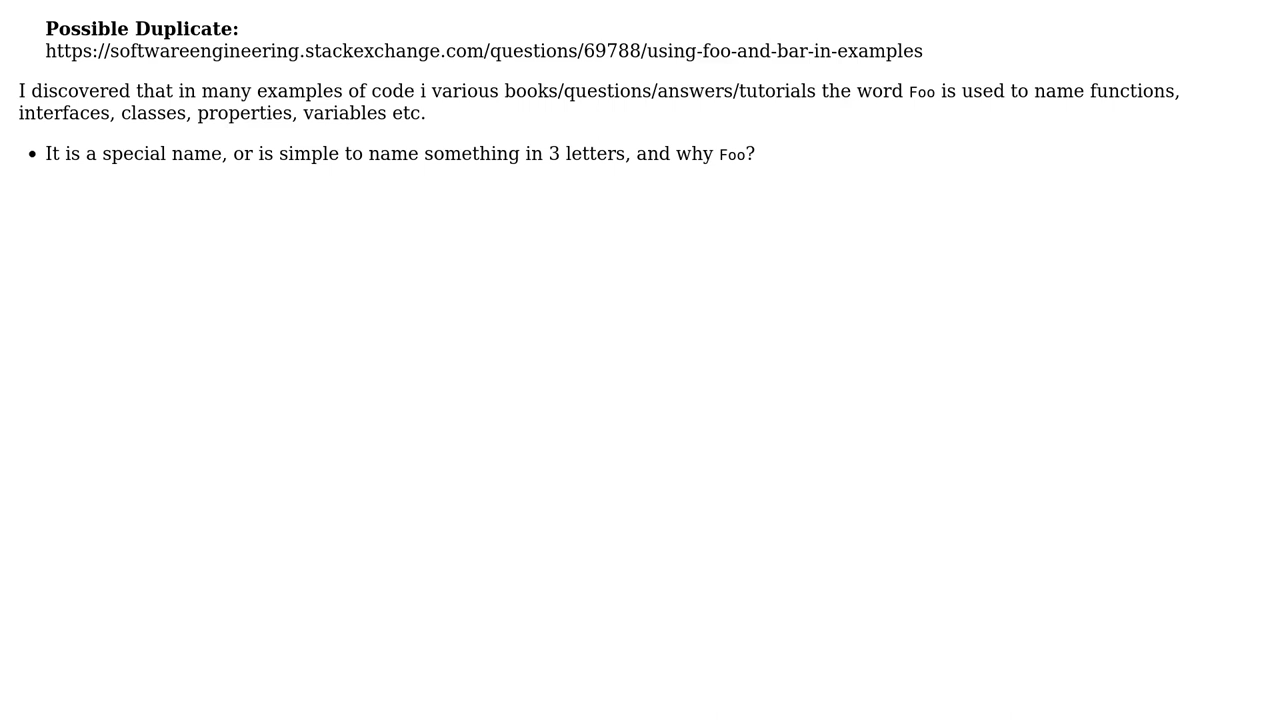 Possible Duplicate:
https://softwareengineering.stackexchange.com/questions/69788/using-foo-and-bar-in-examples
I discovered that in many examples of code i various books/questions/answers/tutorials the word Foo is used to name functions,
interfaces, classes, properties, variables etc.
• It is a special name, or is simple to name something in 3 letters, and why Foo?